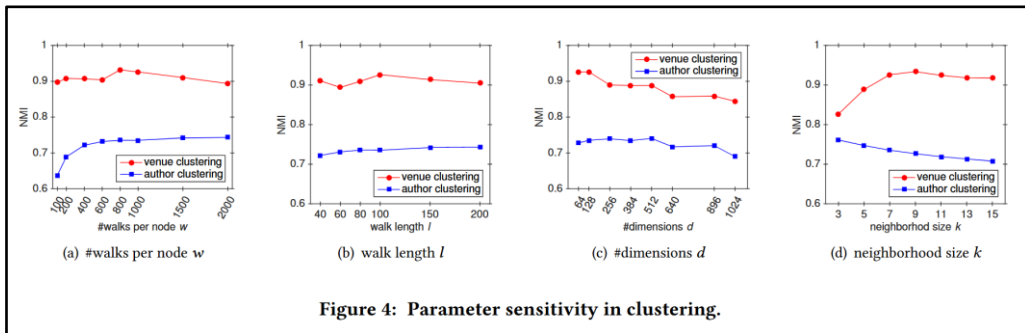 1
0.9
0.8
0.7
0.6
NMI
venue clustering
author clustering
100 200 400 600 800 1000 1500 2000
#walks per node w
(a) #walks per node w
1
0.9
0.8
0.7
0.6
NMI
venue clustering
author clustering
40 60 80 100 150 200
walk length l
(b) walk length l
1
0.9
0.8
0.7
0.6
NMI
venue clustering
author clustering
64 128 256 384 512 640 896 1024
#dimensions d
(c) #dimensions d
1
0.9
0.8
0.7
0.6
NMI
venue clustering
author clustering
3 5 7 9 11 13 15
neighborhod size k
(d) neighborhood size k
Figure 4: Parameter sensitivity in clustering.